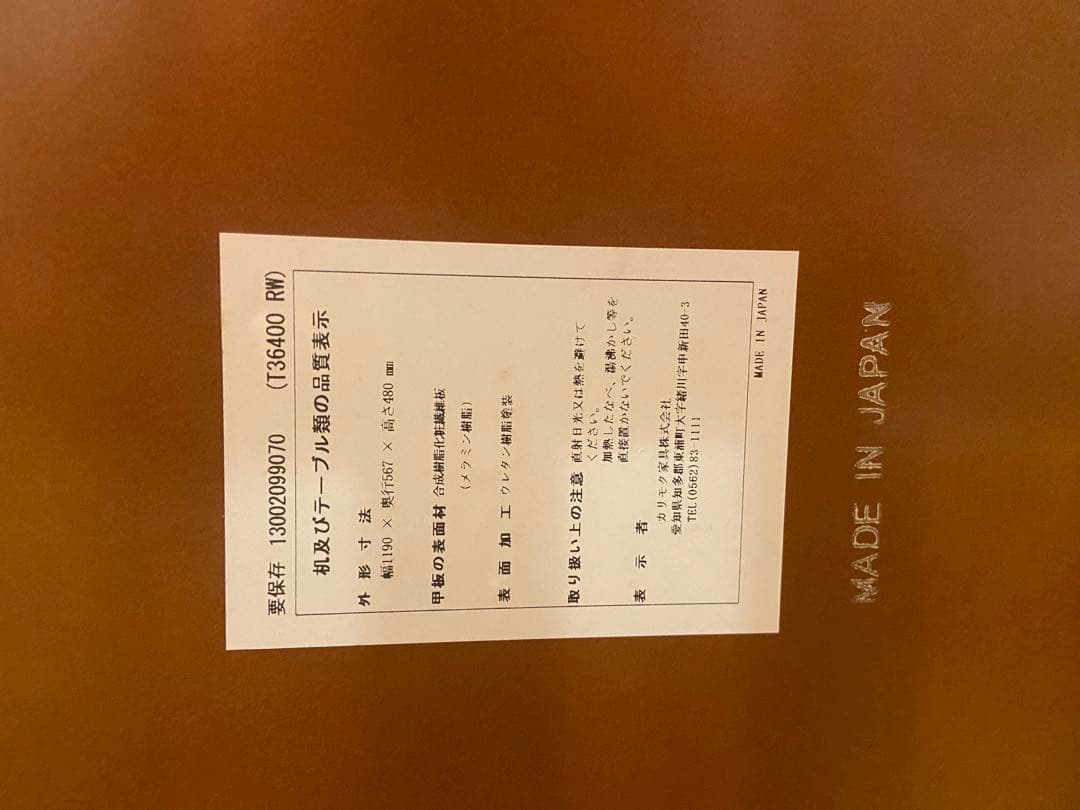 要保存 13002099070 (T36400 RW)
机及びテーブル類の品質表示
外形寸法
幅1190 × 奥行567 × 高さ480 ㎜
甲板の表面材 合成樹脂化粧繊維板
(メラミン樹脂)
表面加工 ウレタン樹脂塗装
取り扱い上の注意 直射日光又は熱を避けて
ください。
加熱したなべ、湯沸かし等を
直接置かないでください。
表示者
カリモク家具株式会社
愛知県知多郡東浦町大字緒川字申新田40-3
TEL(0562)83-1111
MADE IN JAPAN
MADE IN JAPAN